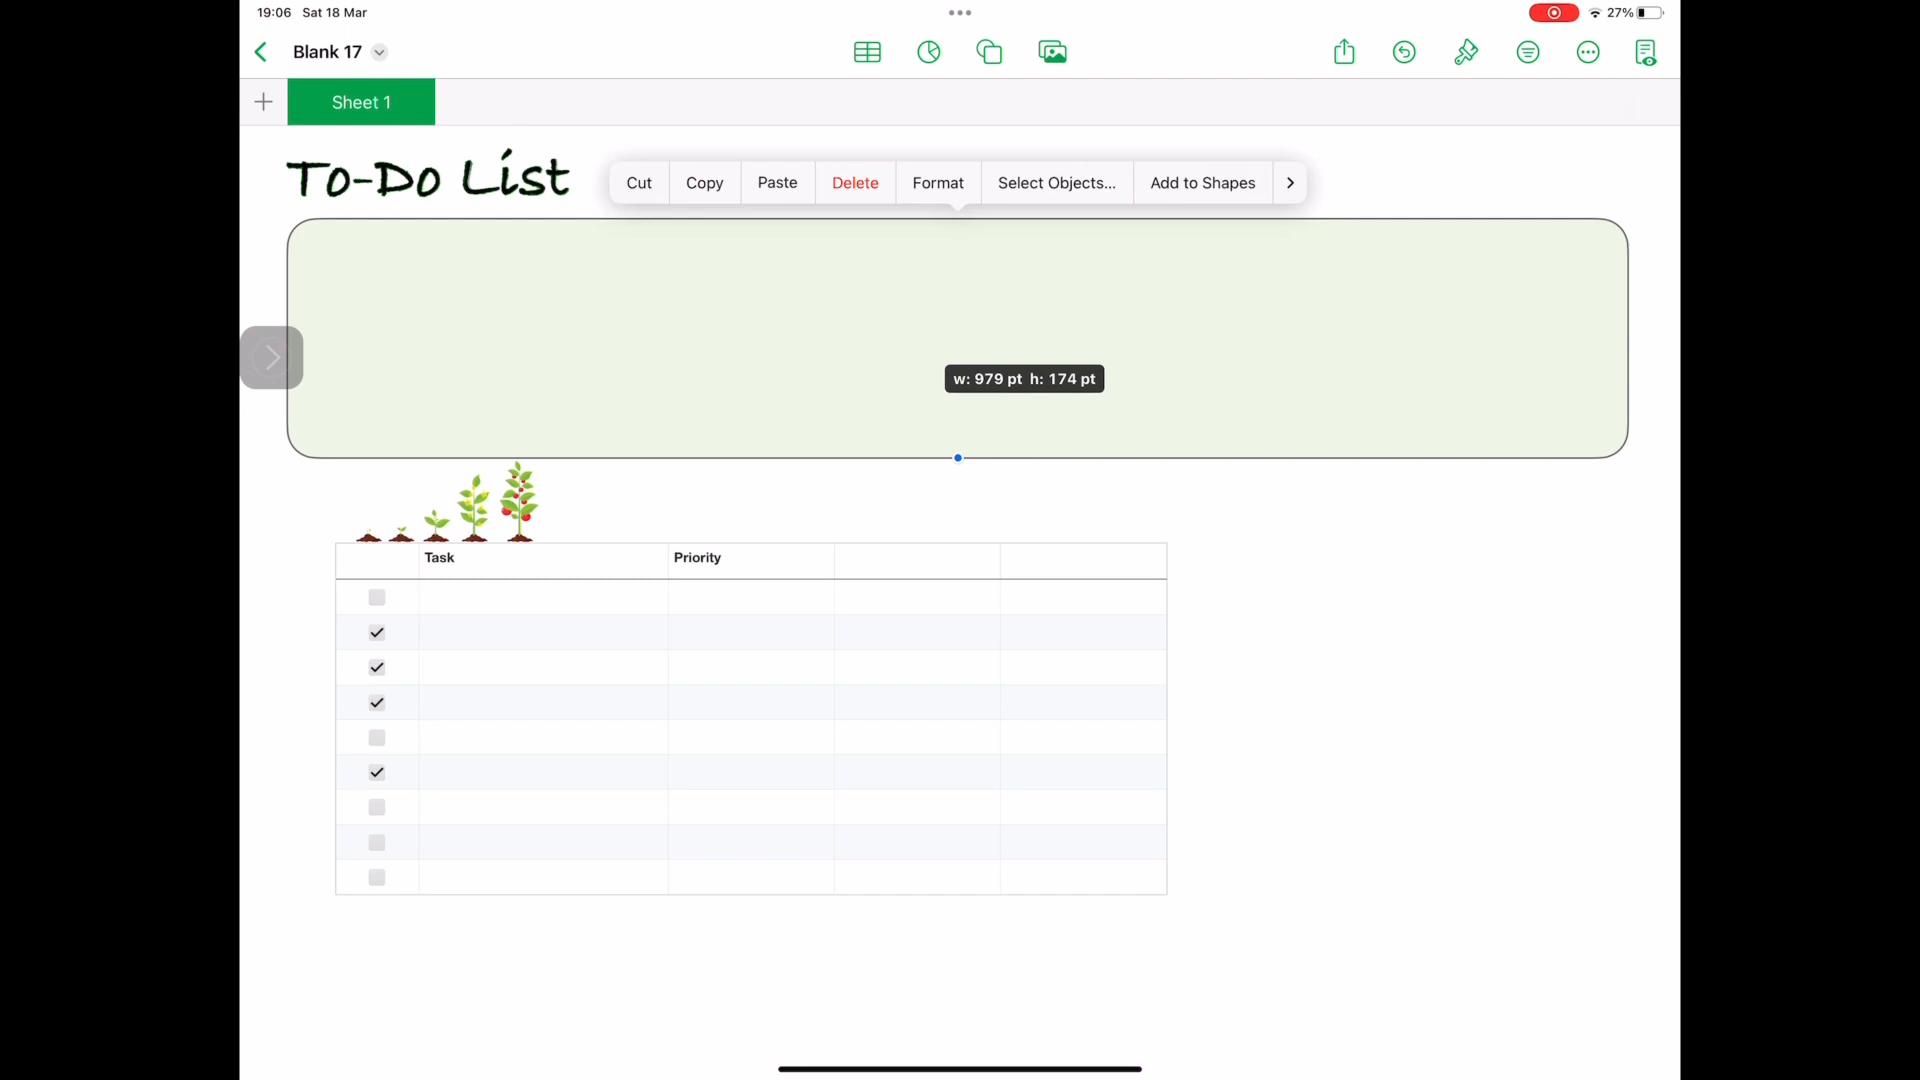 19:06 Sat 18 Mar
27%
Blank 17
Sheet 1
To-Do List
Cut Copy Paste Delete Format Select Objects... Add to Shapes
w: 979 pt h: 174 pt
Task Priority